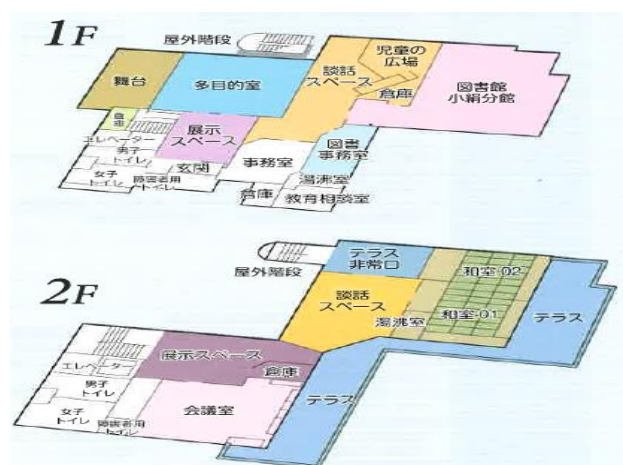 1F
屋外階段
児童の
広場
舞台
多目的室
談話
スペース
図書館
小絹分館
倉庫
倉庫
展示
スペース
図書
事務室
エレベーター
男子
トイレ
玄関
事務室
湯沸室
女子
トイレ
障害者用
トイレ
倉庫
教育相談室
テラス
非常口
屋外階段
和室-02
2F
談話
スペース
和室-01
湯沸室
テラス
展示スペース
エレベーター
倉庫
男子
トイレ
会議室
テラス
女子
トイレ
障害者用
トイレ